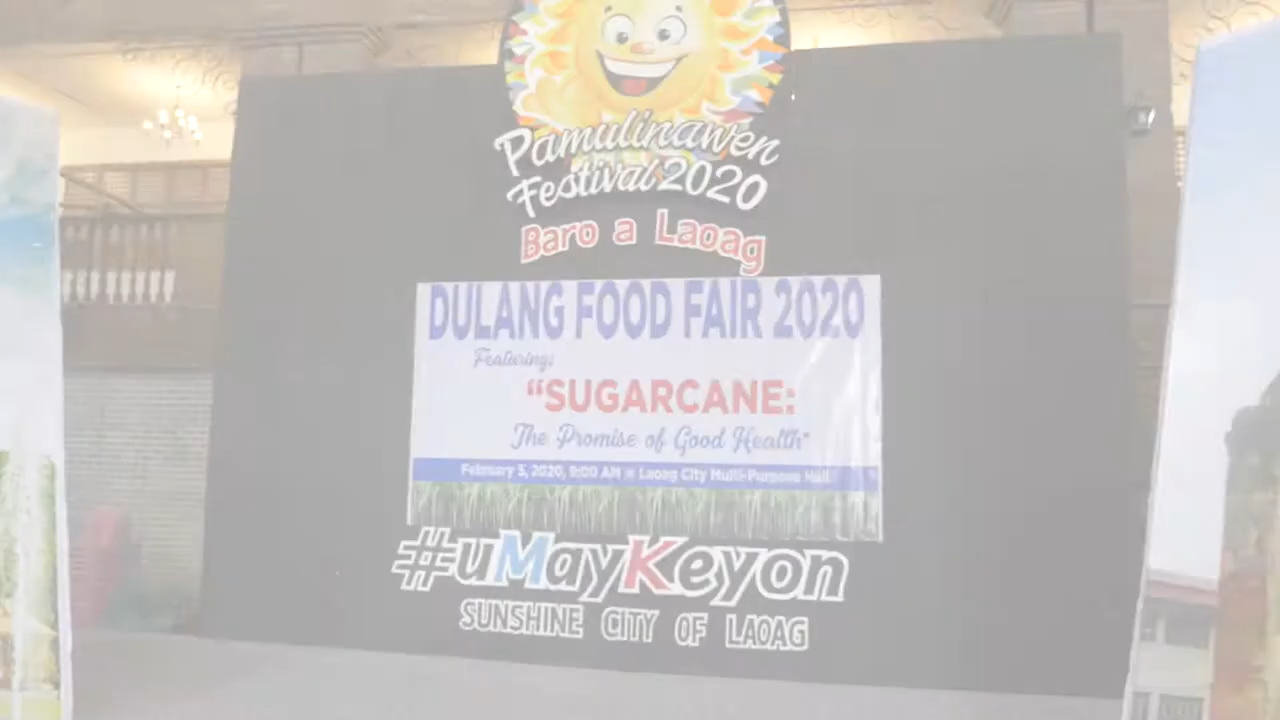 Pamulinawen
Festival 2020
Baro a Laoag
DULANG FOOD FAIR 2020
Featuring:
"SUGARCANE:
The Promise of Good Health"
February 5, 2020, 9:00 AM @ Laoag City Multi-Purpose Hall
#uMayKeyon
SUNSHINE CITY OF LAOAG